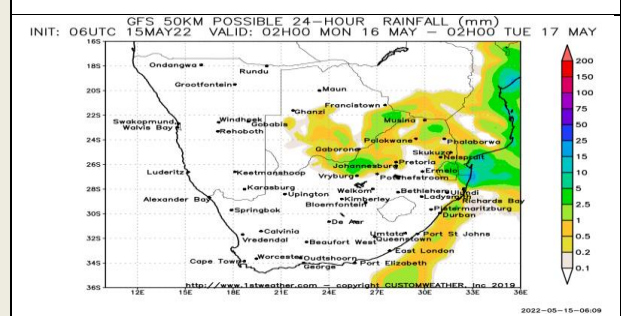 GFS 50KM POSSIBLE 24-HOUR RAINFALL (mm)
INIT: 06UTC 15MAY22 VALID: 02H00 MON 16 MAY – 02H00 TUE 17 MAY
16S
Ondangwa
Rundu
18S
Grootfontein
Maun
20S
Francistown
Ghanzi
22S
Windhoek
Gobabis
Musina
Swakopmund
Walvis Bay
Rehoboth
24S
Polokwane
Phalaborwa
Gaborone
Skukuza
Nelspruit
26S
Johannesburg
Pretoria
Luderitz
Keetmanshoop
Vryburg
Ermelo
Potchefstroom
28S
Karasburg
Upington
Welkom
Bethlehem
Ulundi
Alexander Bay
Kimberley
Ladysmith
Richards Bay
Bloemfontein
30S
Springbok
Pietermaritzburg
Durban
De Aar
Calvinia
Umtata
Port St Johns
32S
Vredendal
Beaufort West
Queenstown
East London
Cape Town
Worcester
Oudtshoorn
34S
George
Port Elizabeth
http://www.1stweather.com – copyright CUSTOMWEATHER, Inc 2019
36S
12E 15E 18E 21E 24E 27E 30E 33E 36E
200
150
100
75
50
25
15
10
5
2.5
1
0.5
0.2
0.1
2022-05-15-06:09